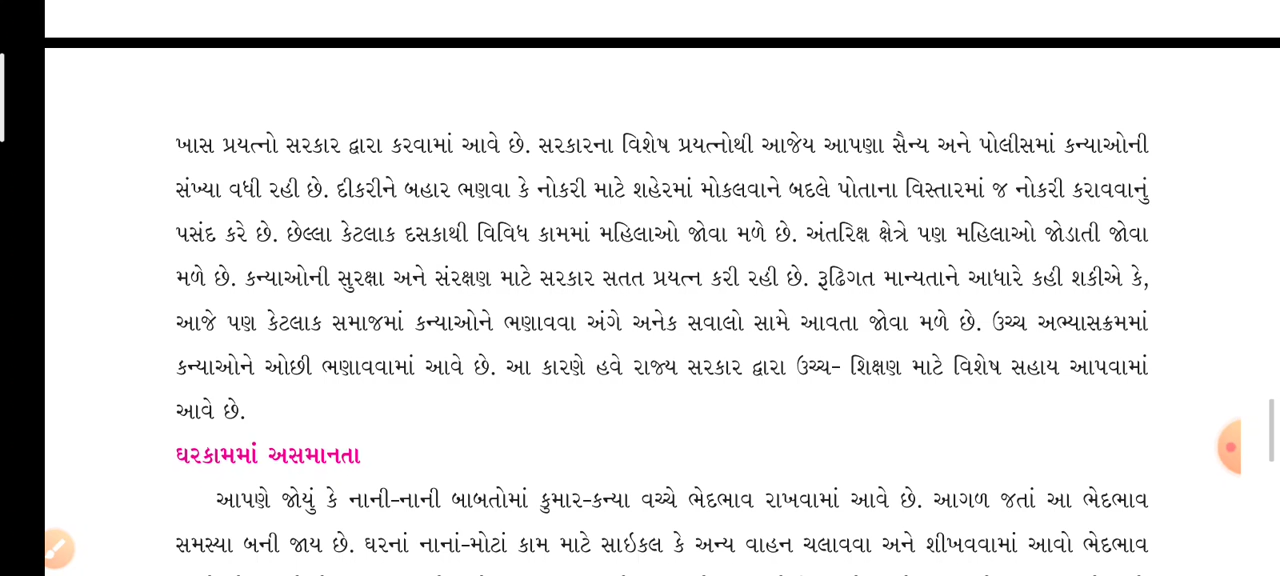 ખાસ પ્રયત્નો સરકાર દ્વારા કરવામાં આવે છે. સરકારના વિશેષ પ્રયત્નોથી આજેય આપણા સૈન્ય અને પોલીસમાં કન્યાઓની
સંખ્યા વધી રહી છે. દીકરીને બહાર ભણવા કે નોકરી માટે શહેરમાં મોકલવાને બદલે પોતાના વિસ્તારમાં જ નોકરી કરાવવાનું
પસંદ કરે છે. છેલ્લા કેટલાક દસકાથી વિવિધ કામમાં મહિલાઓ જોવા મળે છે. અંતરિક્ષ ક્ષેત્રે પણ મહિલાઓ જોડાતી જોવા
મળે છે. કન્યાઓની સુરક્ષા અને સંરક્ષણ માટે સરકાર સતત પ્રયત્ન કરી રહી છે. રૂઢિગત માન્યતાને આધારે કહી શકીએ કે,
આજે પણ કેટલાક સમાજમાં કન્યાઓને ભણાવવા અંગે અનેક સવાલો સામે આવતા જોવા મળે છે. ઉચ્ચ અભ્યાસક્રમમાં
કન્યાઓને ઓછી ભણાવવામાં આવે છે. આ કારણે હવે રાજ્ય સરકાર દ્વારા ઉચ્ચ- શિક્ષણ માટે વિશેષ સહાય આપવામાં
આવે છે.
ઘરકામમાં અસમાનતા
આપણે જોયું કે નાની-નાની બાબતોમાં કુમાર-કન્યા વચ્ચે ભેદભાવ રાખવામાં આવે છે. આગળ જતાં આ ભેદભાવ
સમસ્યા બની જાય છે. ઘરનાં નાનાં-મોટાં કામ માટે સાઇકલ કે અન્ય વાહન ચલાવવા અને શીખવવામાં આવો ભેદભાવ